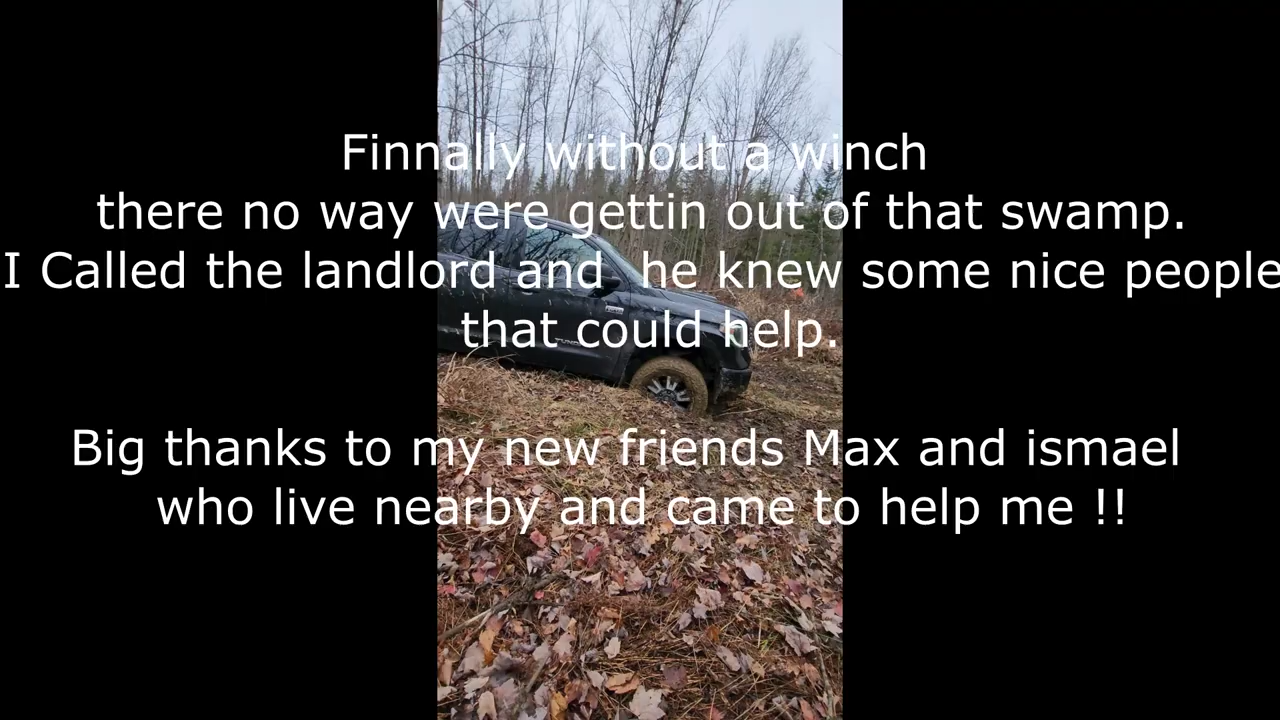 Finnally without a winch
there no way were gettin out of that swamp.
I Called the landlord and  he knew some nice people
that could help.
Big thanks to my new friends Max and ismael
who live nearby and came to help me !!
TUNDRA